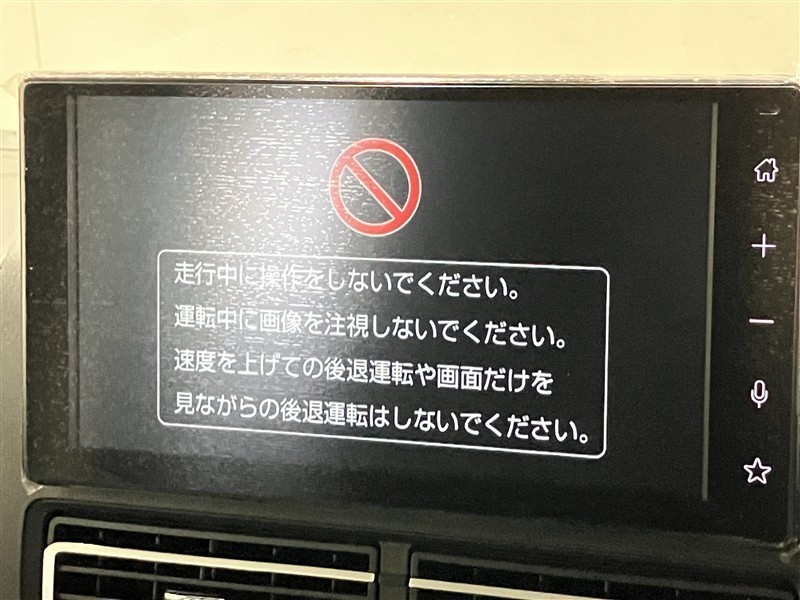 走行中に操作をしないでください。
運転中に画像を注視しないでください。
速度を上げての後退運転や画面だけを
見ながらの後退運転はしないでください。